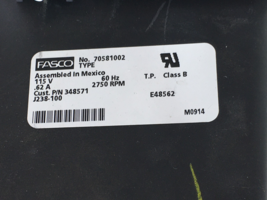 FASCO No. 70581002
TYPE
Assembled In Mexico
115 V 60 Hz T.P. Class B
.62 A 2750 RPM
Cust. P/N 348571
J238-100 E48562
M0914